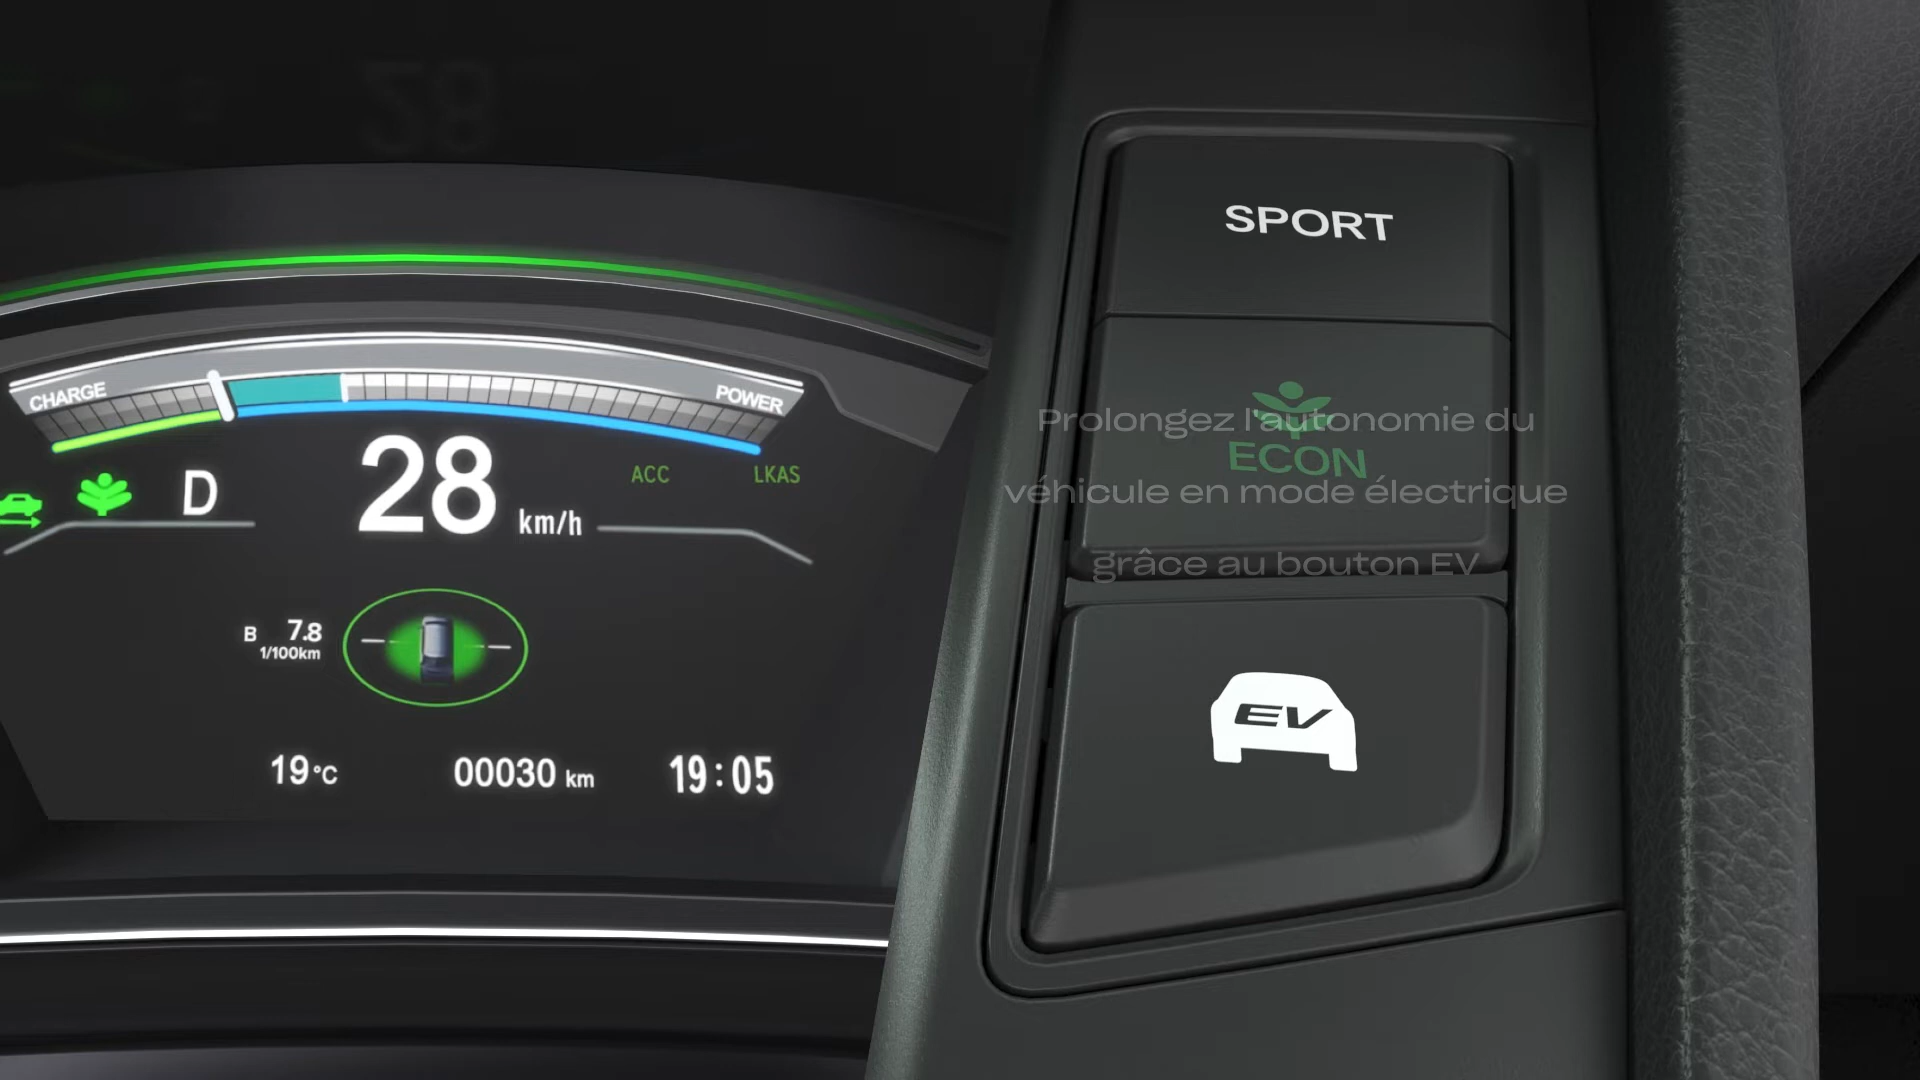 CHARGE
POWER
D
28 km/h
ACC
LKAS
B 7.8
1/100km
19°C
00030 km
19:05
SPORT
ECON
Prolongez l'autonomie du
véhicule en mode électrique
grâce au bouton EV
EV